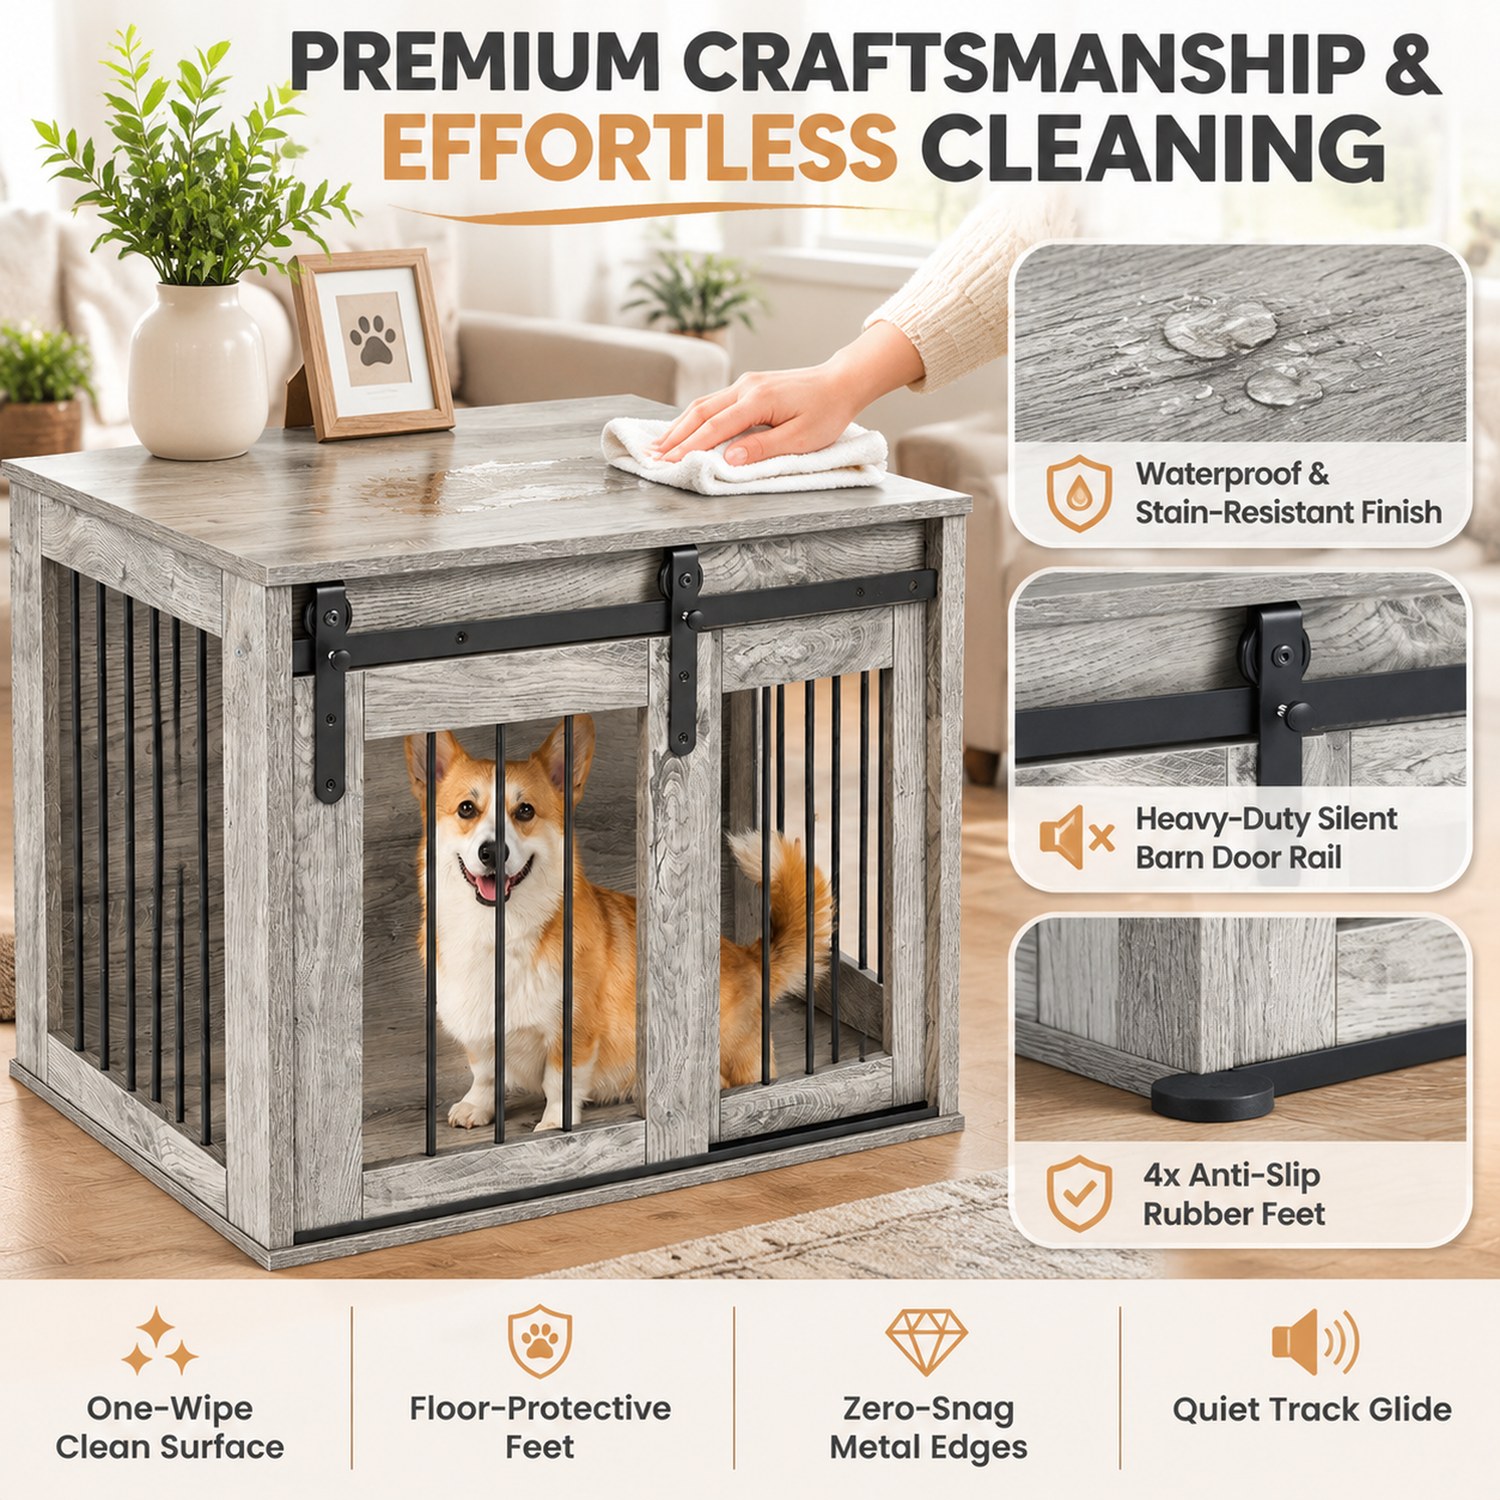 PREMIUM CRAFTSMANSHIP &
EFFORTLESS CLEANING
Waterproof &
Stain-Resistant Finish
Heavy-Duty Silent
Barn Door Rail
4x Anti-Slip
Rubber Feet
One-Wipe
Clean Surface
Floor-Protective
Feet
Zero-Snag
Metal Edges
Quiet Track Glide